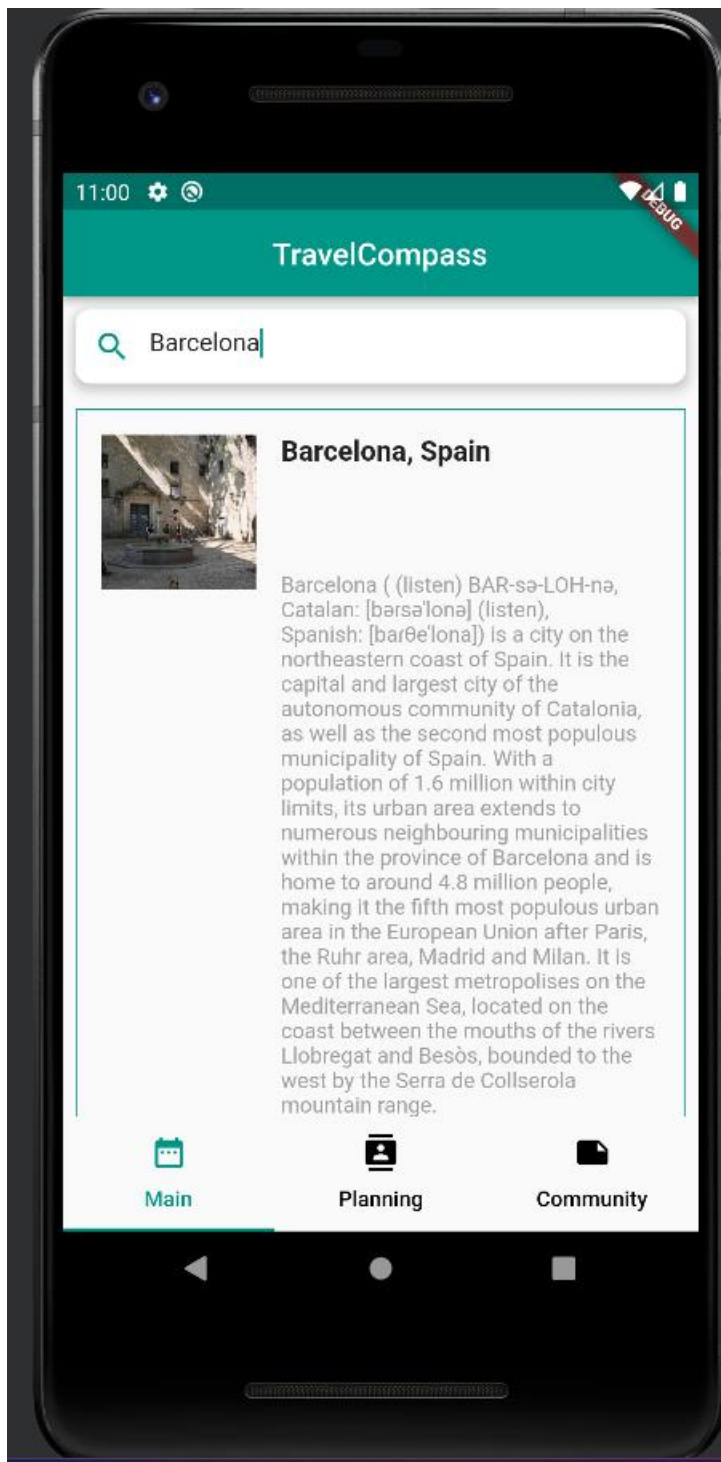 11:00
DEBUG
TravelCompass
Barcelona
Barcelona, Spain
Barcelona ( (listen) BAR-sə-LOH-nə,
Catalan: [bərsəˈlonə] (listen),
Spanish: [baɾθeˈlona]) is a city on the
northeastern coast of Spain. It is the
capital and largest city of the
autonomous community of Catalonia,
as well as the second most populous
municipality of Spain. With a
population of 1.6 million within city
limits, its urban area extends to
numerous neighbouring municipalities
within the province of Barcelona and is
home to around 4.8 million people,
making it the fifth most populous urban
area in the European Union after Paris,
the Ruhr area, Madrid and Milan. It is
one of the largest metropolises on the
Mediterranean Sea, located on the
coast between the mouths of the rivers
Llobregat and Besòs, bounded to the
west by the Serra de Collserola
mountain range.
Main
Planning
Community